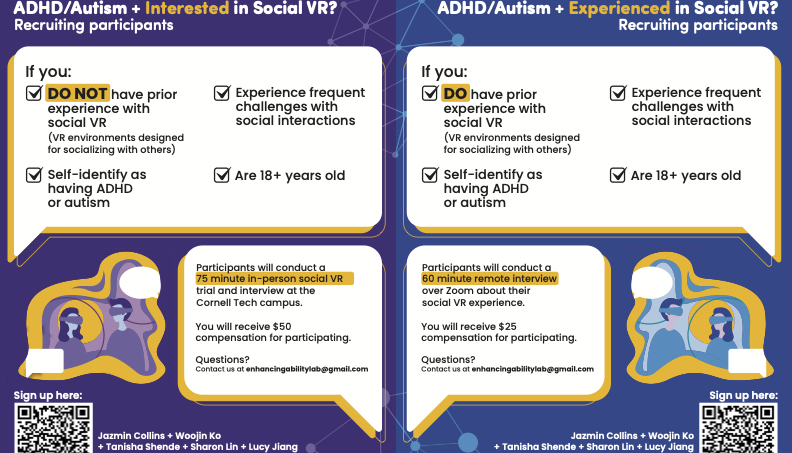 ADHD/Autism + Interested in Social VR?
Recruiting participants
If you:
DO NOT have prior
experience with
social VR
(VR environments designed
for socializing with others)
Experience frequent
challenges with
social interactions
Self-identify as
having ADHD
or autism
Are 18+ years old
Participants will conduct a
75 minute in-person social VR
trial and interview at the
Cornell Tech campus.
You will receive $50
compensation for participating.
Questions?
Contact us at enhancingabilitylab@gmail.com
Sign up here:
Jazmin Collins + Woojin Ko
+ Tanisha Shende + Sharon Lin + Lucy Jiang
ADHD/Autism + Experienced in Social VR?
Recruiting participants
If you:
DO have prior
experience with
social VR
(VR environments designed
for socializing with others)
Experience frequent
challenges with
social interactions
Self-identify as
having ADHD
or autism
Are 18+ years old
Participants will conduct a
60 minute remote interview
over Zoom about their
social VR experience.
You will receive $25
compensation for participating.
Questions?
Contact us at enhancingabilitylab@gmail.com
Sign up here:
Jazmin Collins + Woojin Ko
+ Tanisha Shende + Sharon Lin + Lucy Jiang